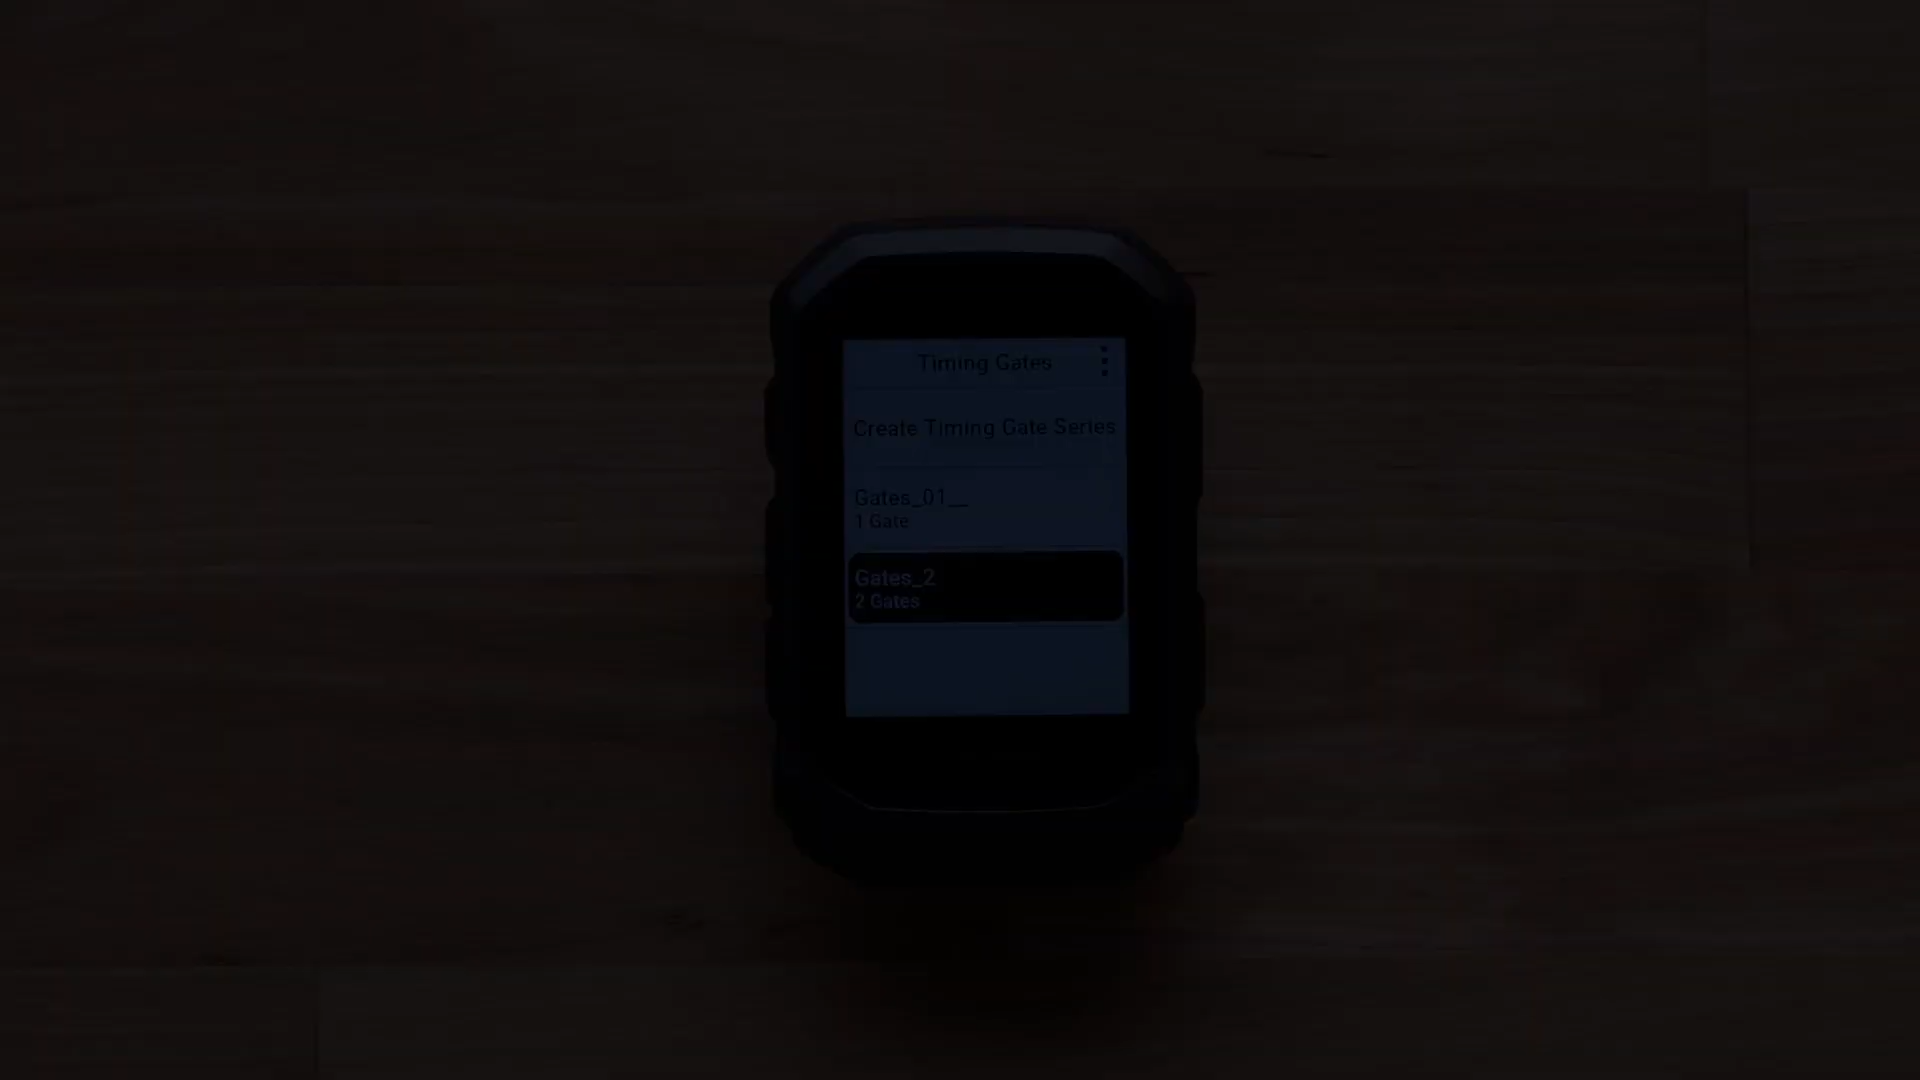 Timing Gates
Create Timing Gate Series
Gates_01__
1 Gate
Gates_2
2 Gates